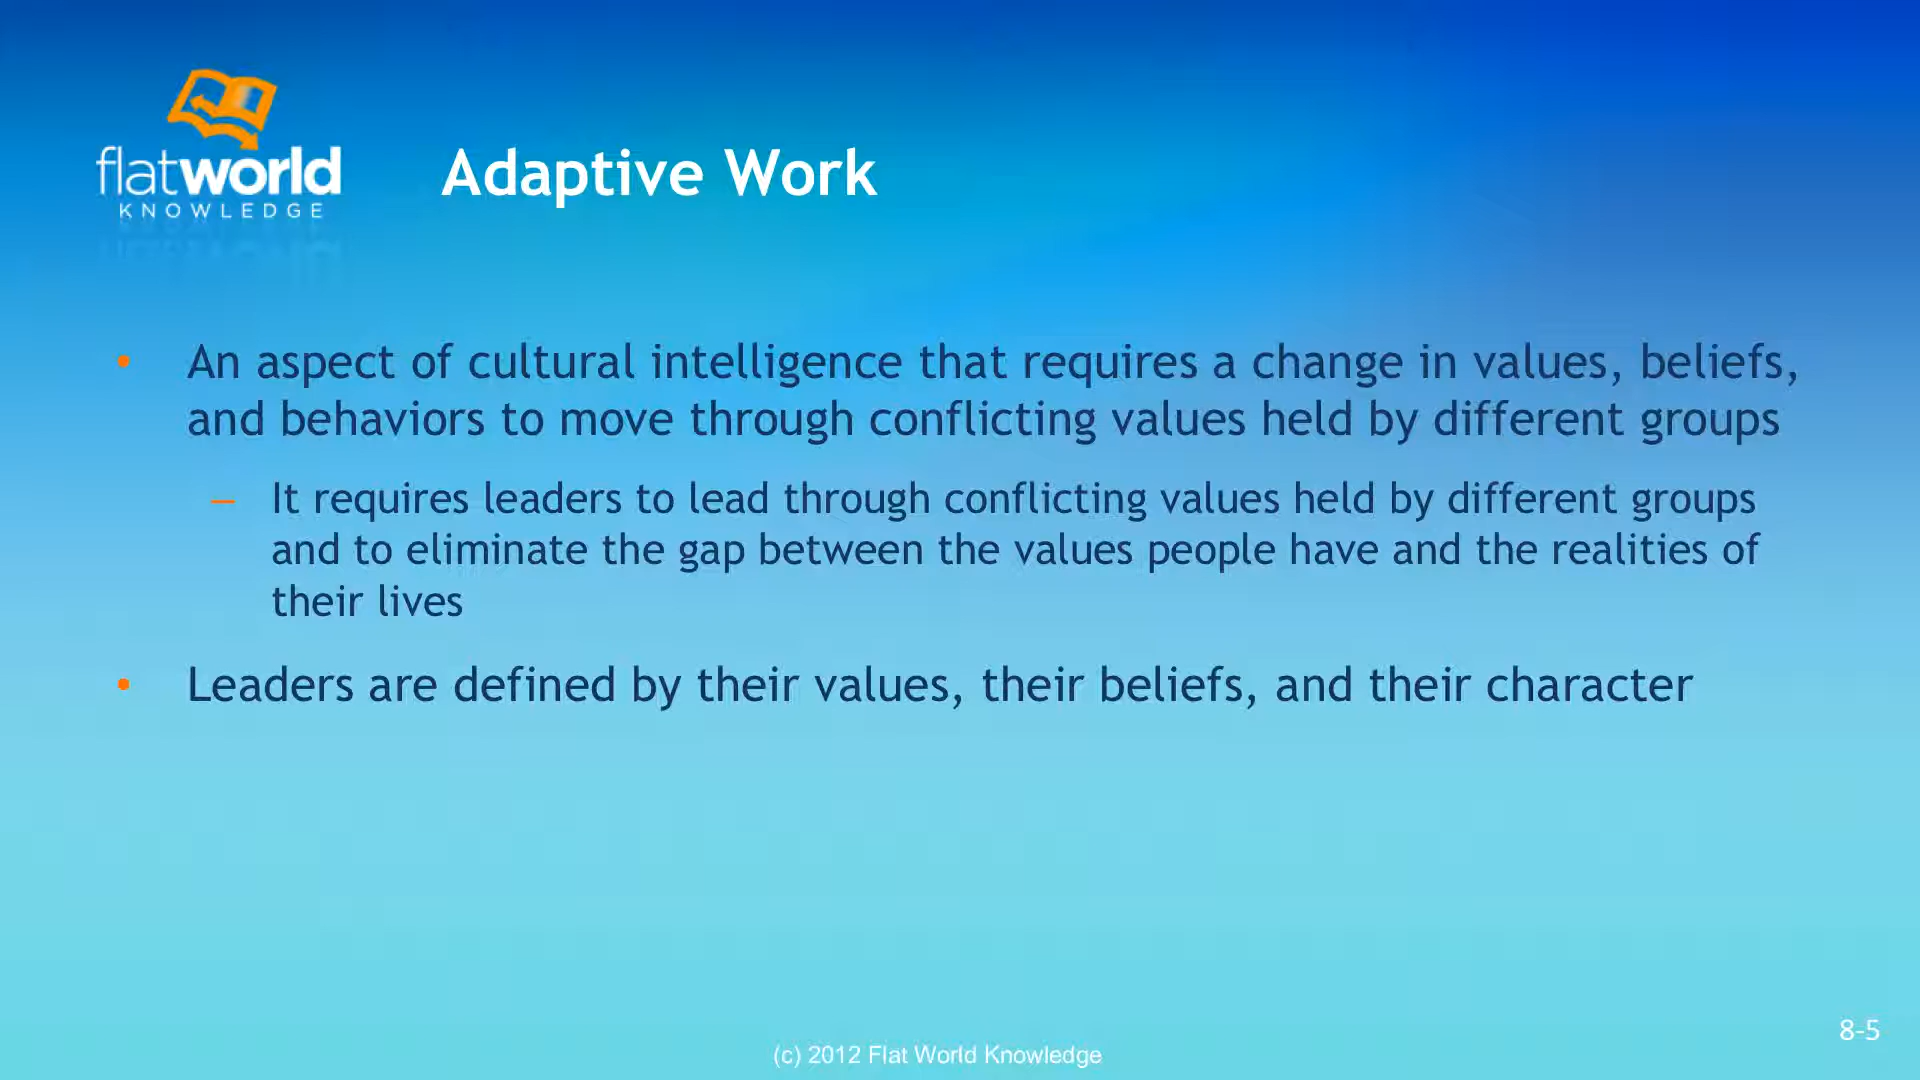 flatworld
KNOWLEDGE
Adaptive Work
• An aspect of cultural intelligence that requires a change in values, beliefs,
and behaviors to move through conflicting values held by different groups
– It requires leaders to lead through conflicting values held by different groups
and to eliminate the gap between the values people have and the realities of
their lives
• Leaders are defined by their values, their beliefs, and their character
8-5
(c) 2012 Flat World Knowledge